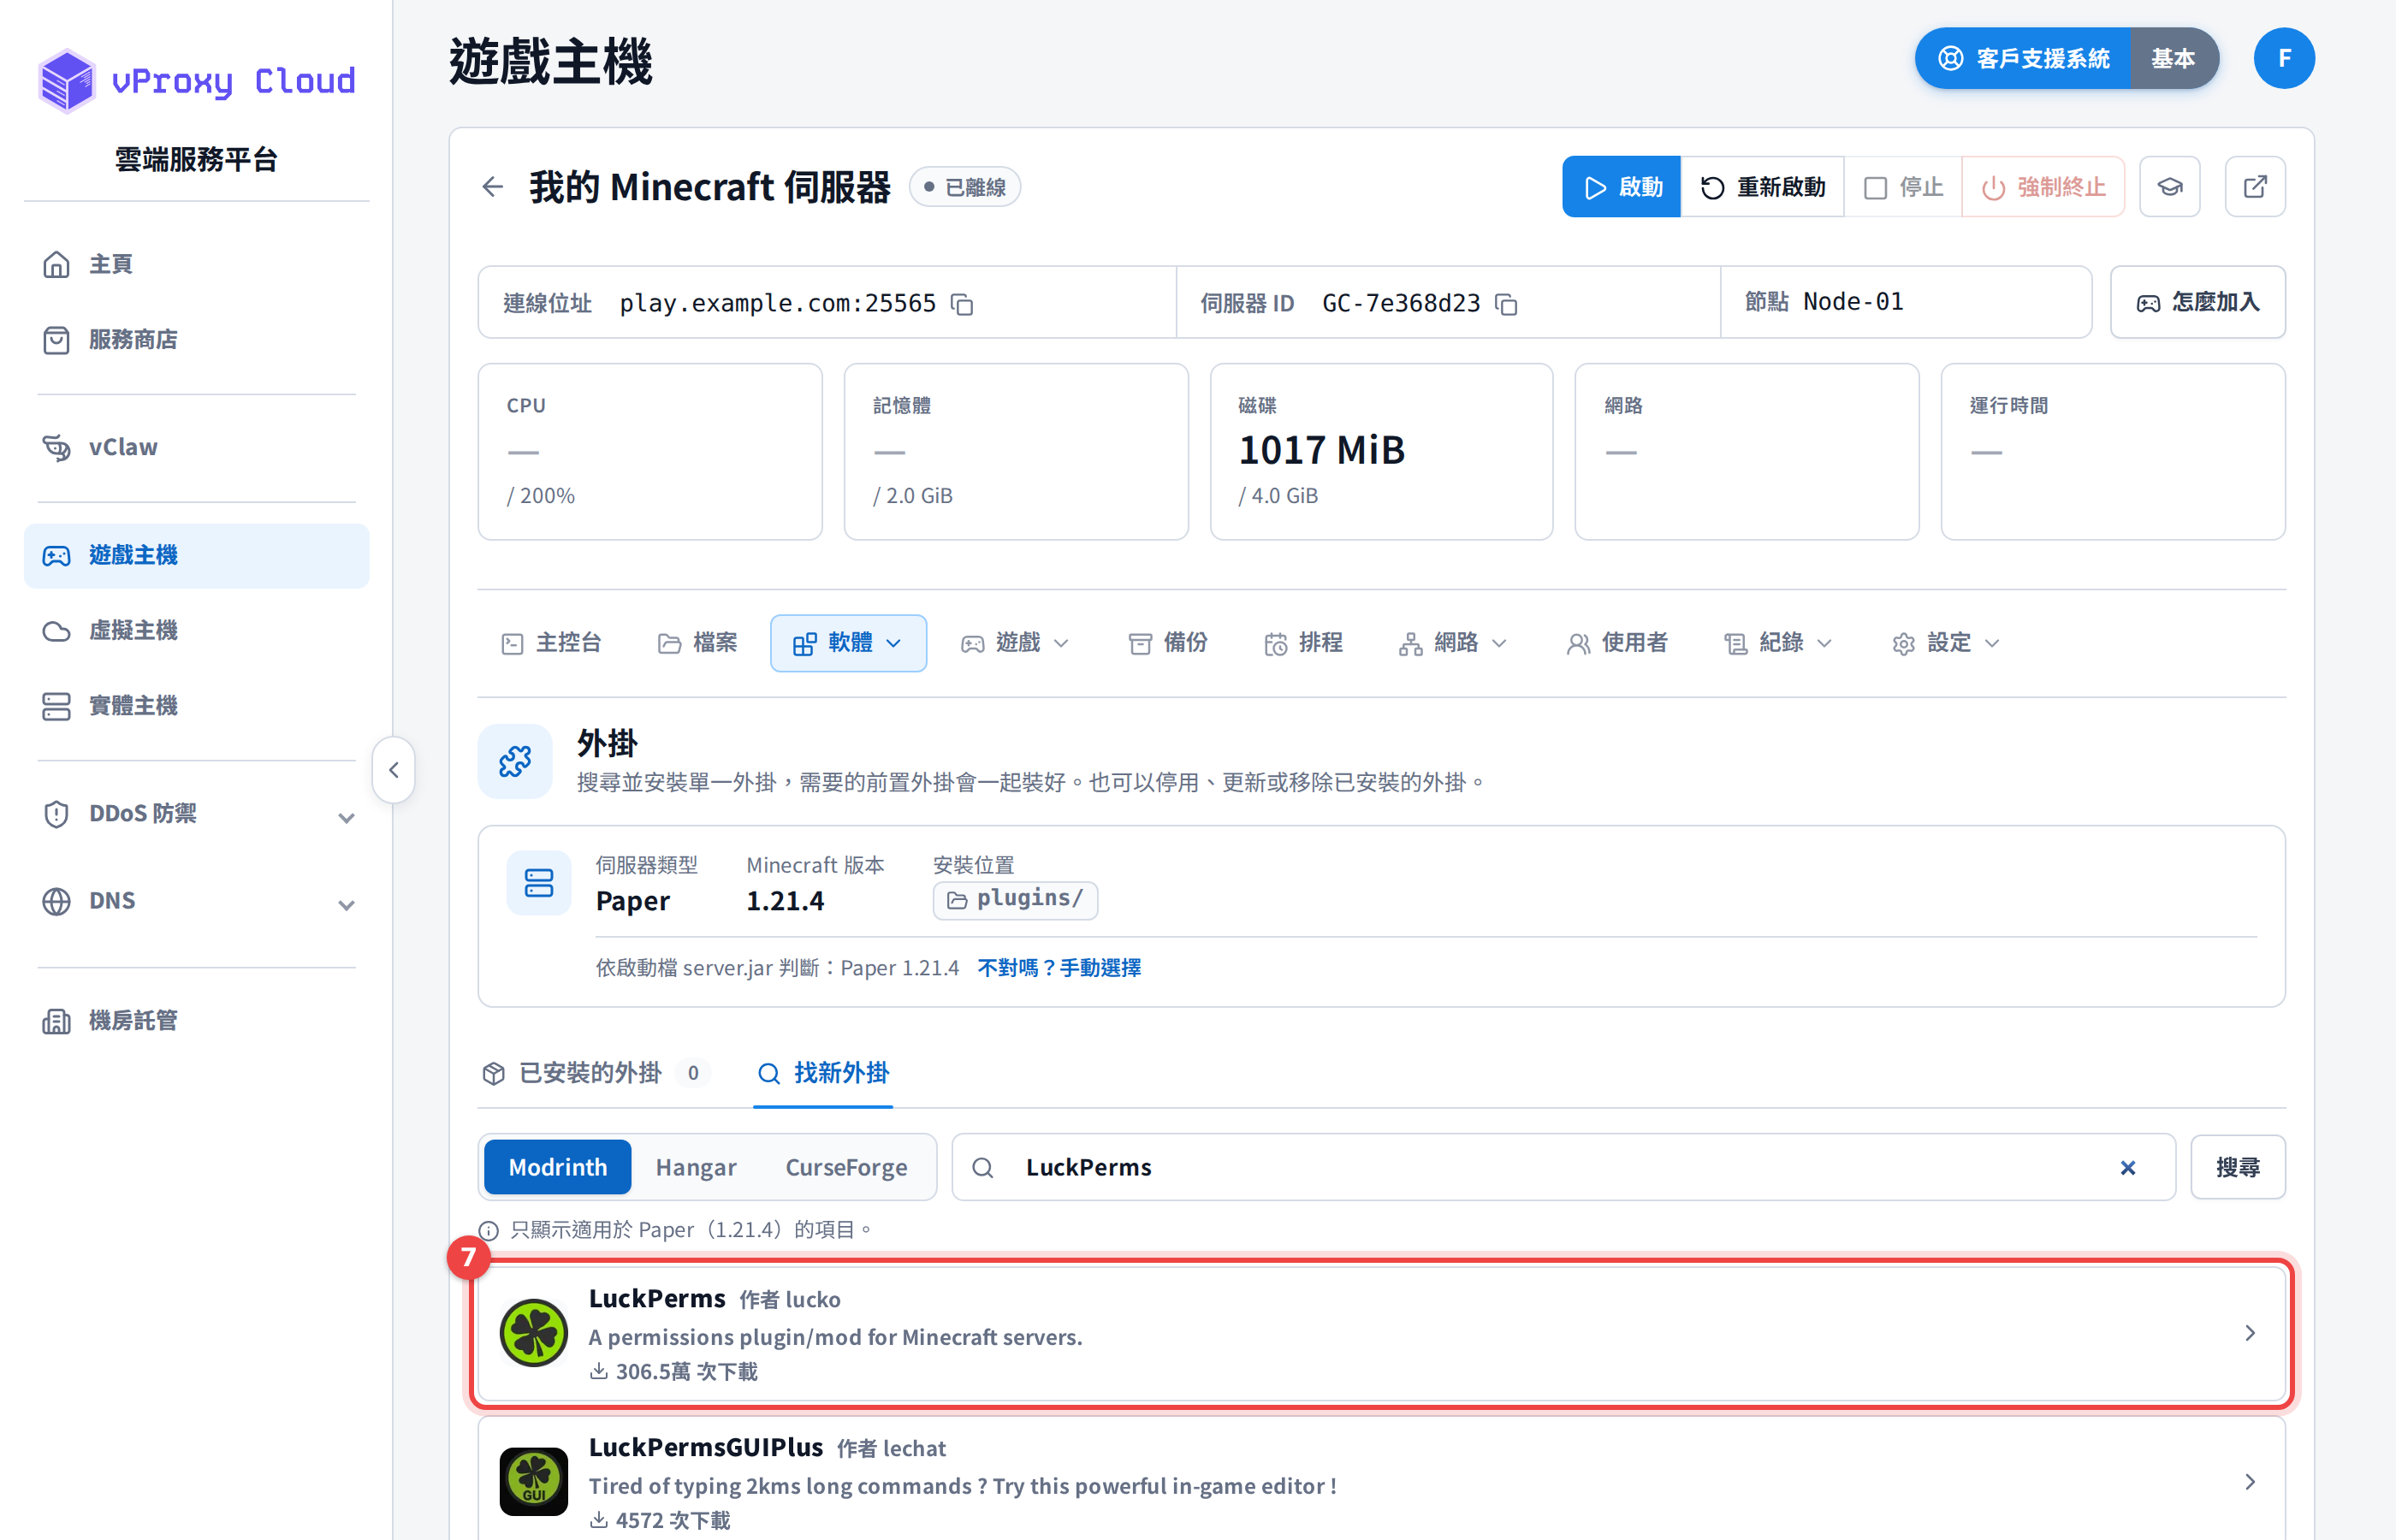 vProxy Cloud
雲端服務平台
主頁
服務商店
vClaw
遊戲主機
虛擬主機
實體主機
DDoS 防禦
DNS
機房託管
遊戲主機
客戶支援系統 基本 F
我的 Minecraft 伺服器 已離線
啟動 重新啟動 停止 強制終止
連線位址 play.example.com:25565 伺服器 ID GC-7e368d23 節點 Node-01 怎麼加入
CPU
—
/ 200%
記憶體
—
/ 2.0 GiB
磁碟
1017 MiB
/ 4.0 GiB
網路
—
運行時間
—
主控台 檔案 軟體 遊戲 備份 排程 網路 使用者 紀錄 設定
外掛
搜尋並安裝單一外掛，需要的前置外掛會一起裝好。也可以停用、更新或移除已安裝的外掛。
伺服器類型 Minecraft 版本 安裝位置
Paper 1.21.4 plugins/
依啟動檔 server.jar 判斷：Paper 1.21.4 不對嗎？手動選擇
已安裝的外掛 0 找新外掛
Modrinth Hangar CurseForge LuckPerms 搜尋
只顯示適用於 Paper（1.21.4）的項目。
7
LuckPerms 作者 lucko
A permissions plugin/mod for Minecraft servers.
306.5萬 次下載
LuckPermsGUIPlus 作者 lechat
GUI
Tired of typing 2kms long commands ? Try this powerful in-game editor !
4572 次下載